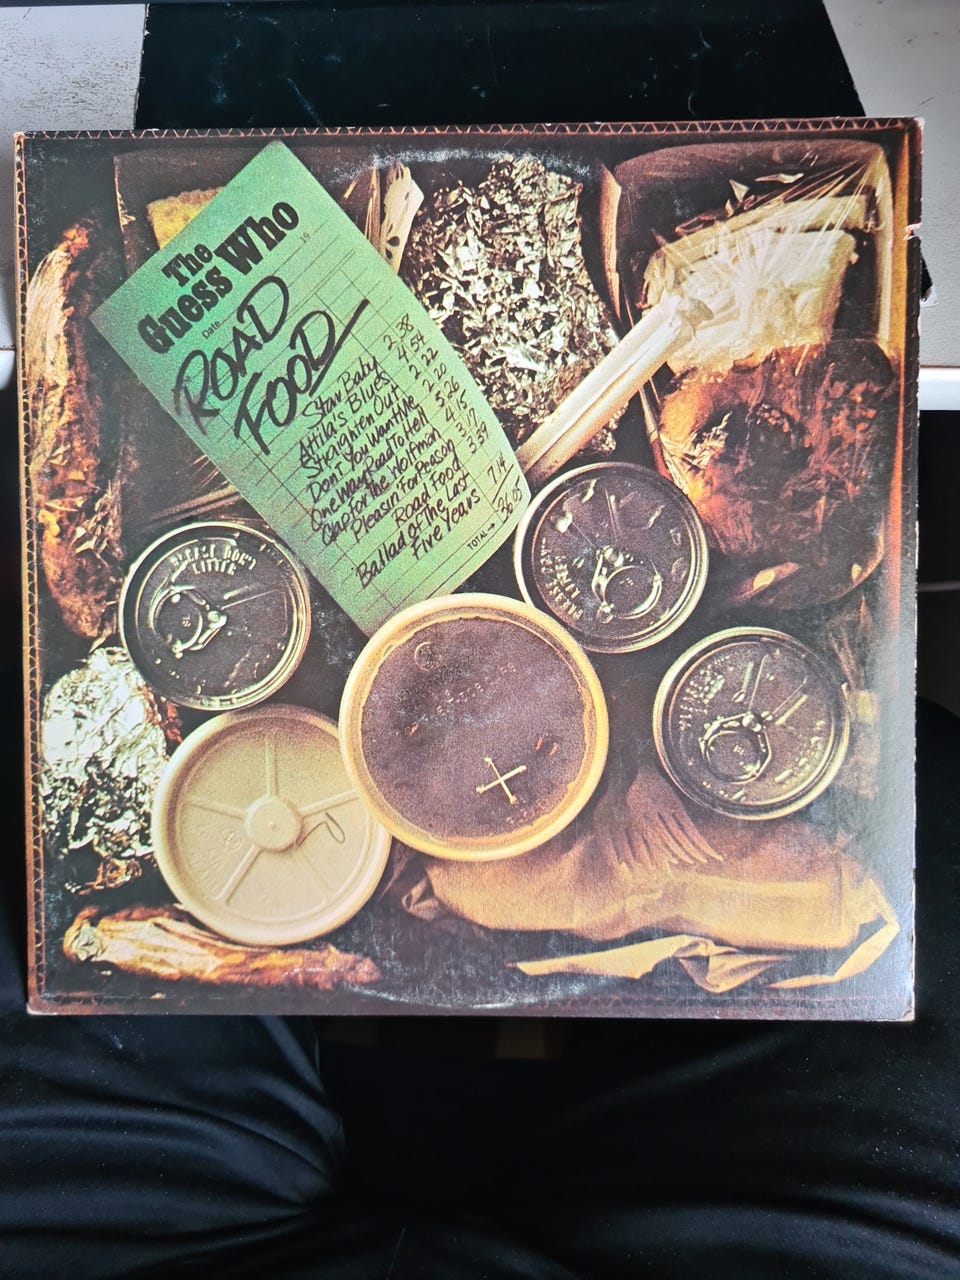 The
Guess Who
Date 19
ROAD
FOOD
Star Baby 2.38
Attila's Blues 4.54
Straighten Out 2.22
Don't You Want Me 2.20
One Way Road To Hell 5.26
Clap for the Wolfman 4.15
Pleasin' For Reason 3.17
Road Food 3.39
Ballad of the Last
Five Years 7.14
TOTAL→ 36.05